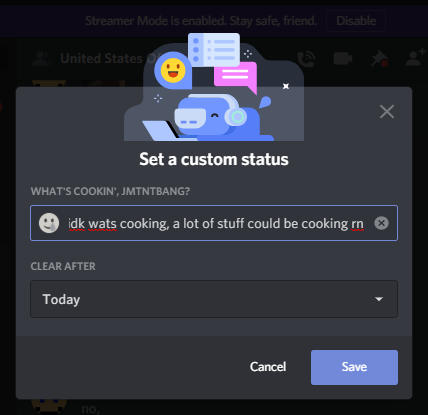 Streamer Mode is enabled. Stay safe, friend. Disable
United States O
Set a custom status
WHAT'S COOKIN', JMTNTBANG?
idk wats cooking, a lot of stuff could be cooking rn
CLEAR AFTER
Today
Cancel Save
no,